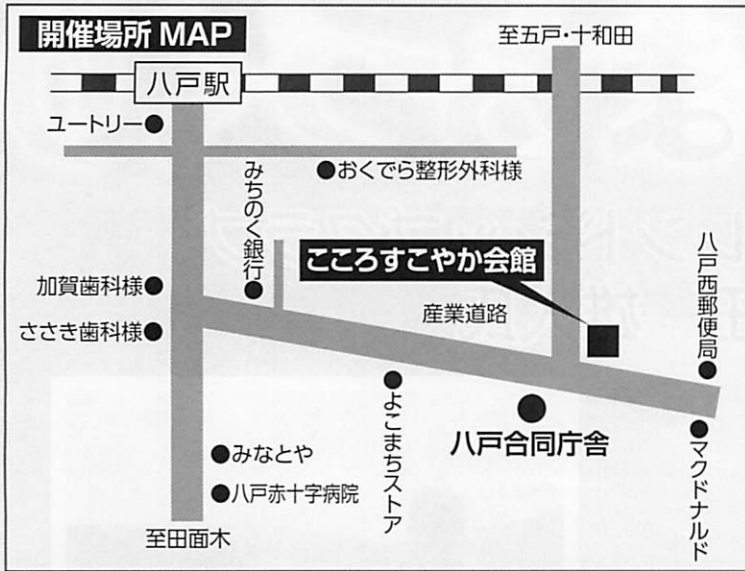 開催場所 MAP
至五戸・十和田
八戸駅
ユートリー
おくでら整形外科様
みちのく銀行
こころすこやか会館
加賀歯科様
産業道路
八戸西郵便局
ささき歯科様
よこまちストア
八戸合同庁舎
マクドナルド
みなとや
八戸赤十字病院
至田面木